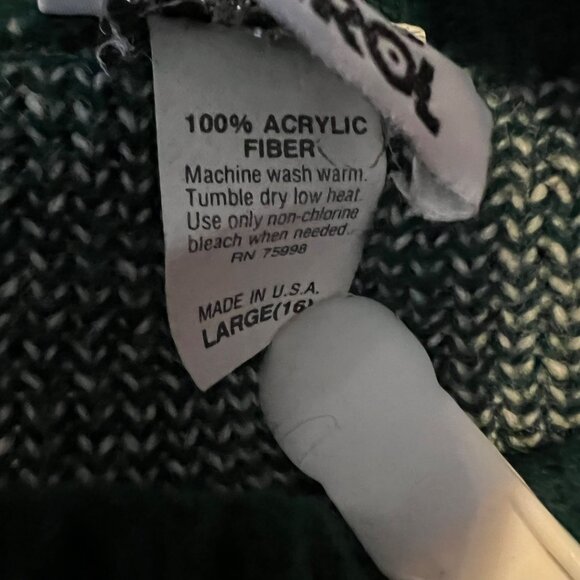 100% ACRYLIC
FIBER
Machine wash warm.
Tumble dry low heat.
Use only non-chlorine
bleach when needed.
RN 75998
MADE IN U.S.A.
LARGE(16)